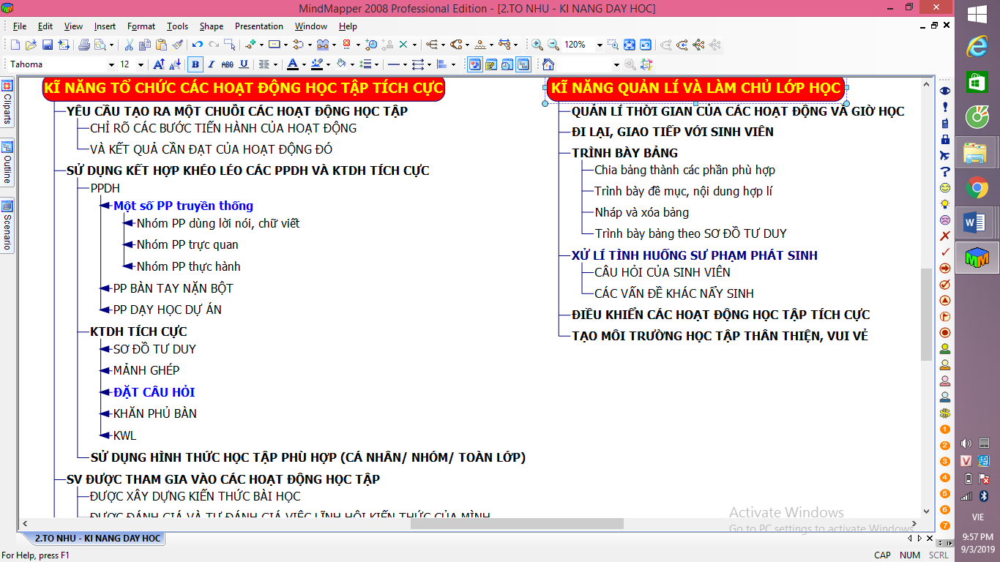 MindMapper 2008 Professional Edition - [2.TO NHU - KI NANG DAY HOC]
File Edit View Insert Format Tools Shape Presentation Window Help
120%
Tahoma 12 B I ABC U A
Cliparts
Outline
Scenario
KĨ NĂNG TỔ CHỨC CÁC HOẠT ĐỘNG HỌC TẬP TÍCH CỰC
YÊU CẦU TẠO RA MỘT CHUỖI CÁC HOẠT ĐỘNG HỌC TẬP
CHỈ RÕ CÁC BƯỚC TIẾN HÀNH CỦA HOẠT ĐỘNG
VÀ KẾT QUẢ CẦN ĐẠT CỦA HOẠT ĐỘNG ĐÓ
SỬ DỤNG KẾT HỢP KHÉO LÉO CÁC PPDH VÀ KTDH TÍCH CỰC
PPDH
Một số PP truyền thống
Nhóm PP dùng lời nói, chữ viết
Nhóm PP trực quan
Nhóm PP thực hành
PP BÀN TAY NẶN BỘT
PP DẠY HỌC DỰ ÁN
KTDH TÍCH CỰC
SƠ ĐỒ TƯ DUY
MẢNH GHÉP
ĐẶT CÂU HỎI
KHĂN PHỦ BÀN
KWL
SỬ DỤNG HÌNH THỨC HỌC TẬP PHÙ HỢP (CÁ NHÂN/ NHÓM/ TOÀN LỚP)
SV ĐƯỢC THAM GIA VÀO CÁC HOẠT ĐỘNG HỌC TẬP
ĐƯỢC XÂY DỰNG KIẾN THỨC BÀI HỌC
ĐƯỢC ĐÁNH GIÁ VÀ TỰ ĐÁNH GIÁ VIỆC LĨNH HỘI KIẾN THỨC CỦA MÌNH
KĨ NĂNG QUẢN LÍ VÀ LÀM CHỦ LỚP HỌC
QUẢN LÍ THỜI GIAN CỦA CÁC HOẠT ĐỘNG VÀ GIỜ HỌC
ĐI LẠI, GIAO TIẾP VỚI SINH VIÊN
TRÌNH BÀY BẢNG
Chia bảng thành các phần phù hợp
Trình bày đề mục, nội dung hợp lí
Nháp và xóa bảng
Trình bày bảng theo SƠ ĐỒ TƯ DUY
XỬ LÍ TÌNH HUỐNG SƯ PHẠM PHÁT SINH
CÂU HỎI CỦA SINH VIÊN
CÁC VẤN ĐỀ KHÁC NẨY SINH
ĐIỀU KHIỂN CÁC HOẠT ĐỘNG HỌC TẬP TÍCH CỰC
TẠO MÔI TRƯỜNG HỌC TẬP THÂN THIỆN, VUI VẺ
Activate Windows
Go to PC settings to activate Windows.
1
2
3
4
5
6
7
2.TO NHU - KI NANG DAY HOC
For Help, press F1
CAP NUM SCRL
VIE
9:57 PM
9/3/2019